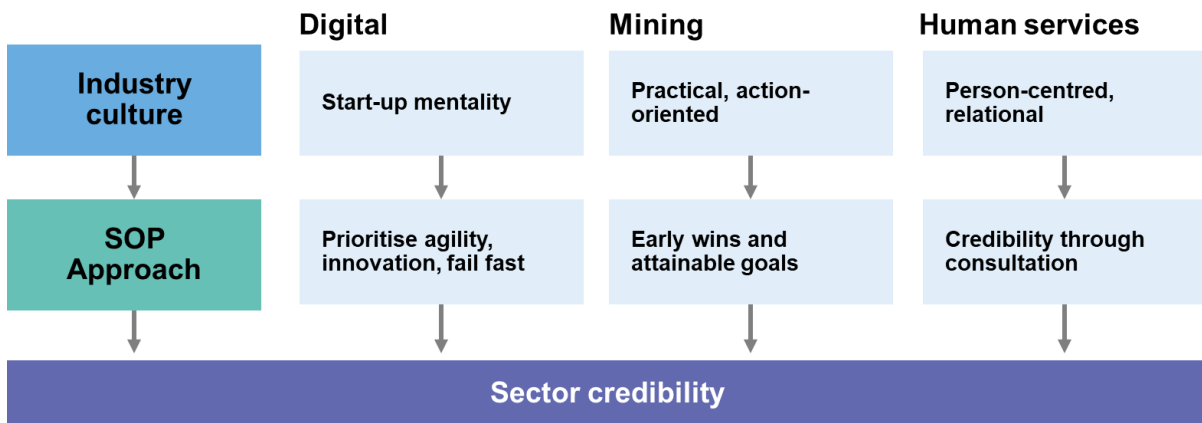 Digital
Mining
Human services
Industry
culture
Start-up mentality
Practical, action-
oriented
Person-centred,
relational
SOP
Approach
Prioritise agility,
innovation, fail fast
Early wins and
attainable goals
Credibility through
consultation
Sector credibility